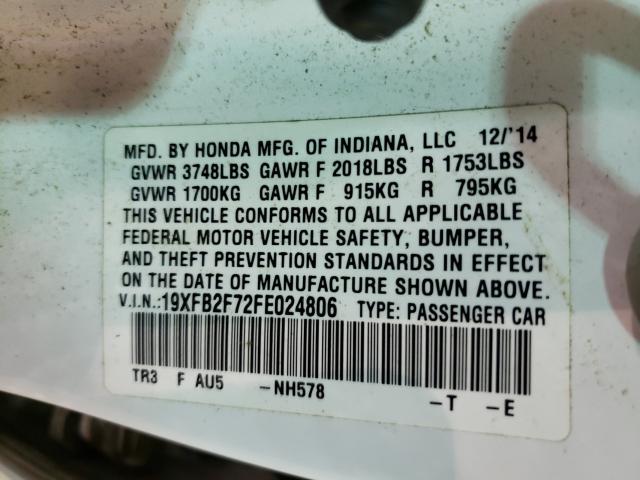 MFD. BY HONDA MFG. OF INDIANA, LLC 12/'14
GVWR 3748LBS GAWR F 2018LBS R 1753LBS
GVWR 1700KG GAWR F 915KG R 795KG
THIS VEHICLE CONFORMS TO ALL APPLICABLE
FEDERAL MOTOR VEHICLE SAFETY, BUMPER,
AND THEFT PREVENTION STANDARDS IN EFFECT
ON THE DATE OF MANUFACTURE SHOWN ABOVE.
V.I.N.:19XFB2F72FE024806 TYPE: PASSENGER CAR
TR3 F AU5 -NH578
-T -E